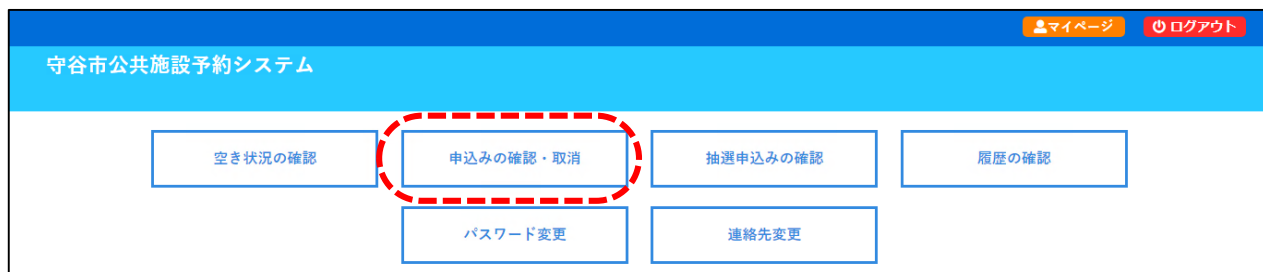 マイページ ログアウト
守谷市公共施設予約システム
空き状況の確認 申込みの確認・取消 抽選申込みの確認 履歴の確認
パスワード変更 連絡先変更